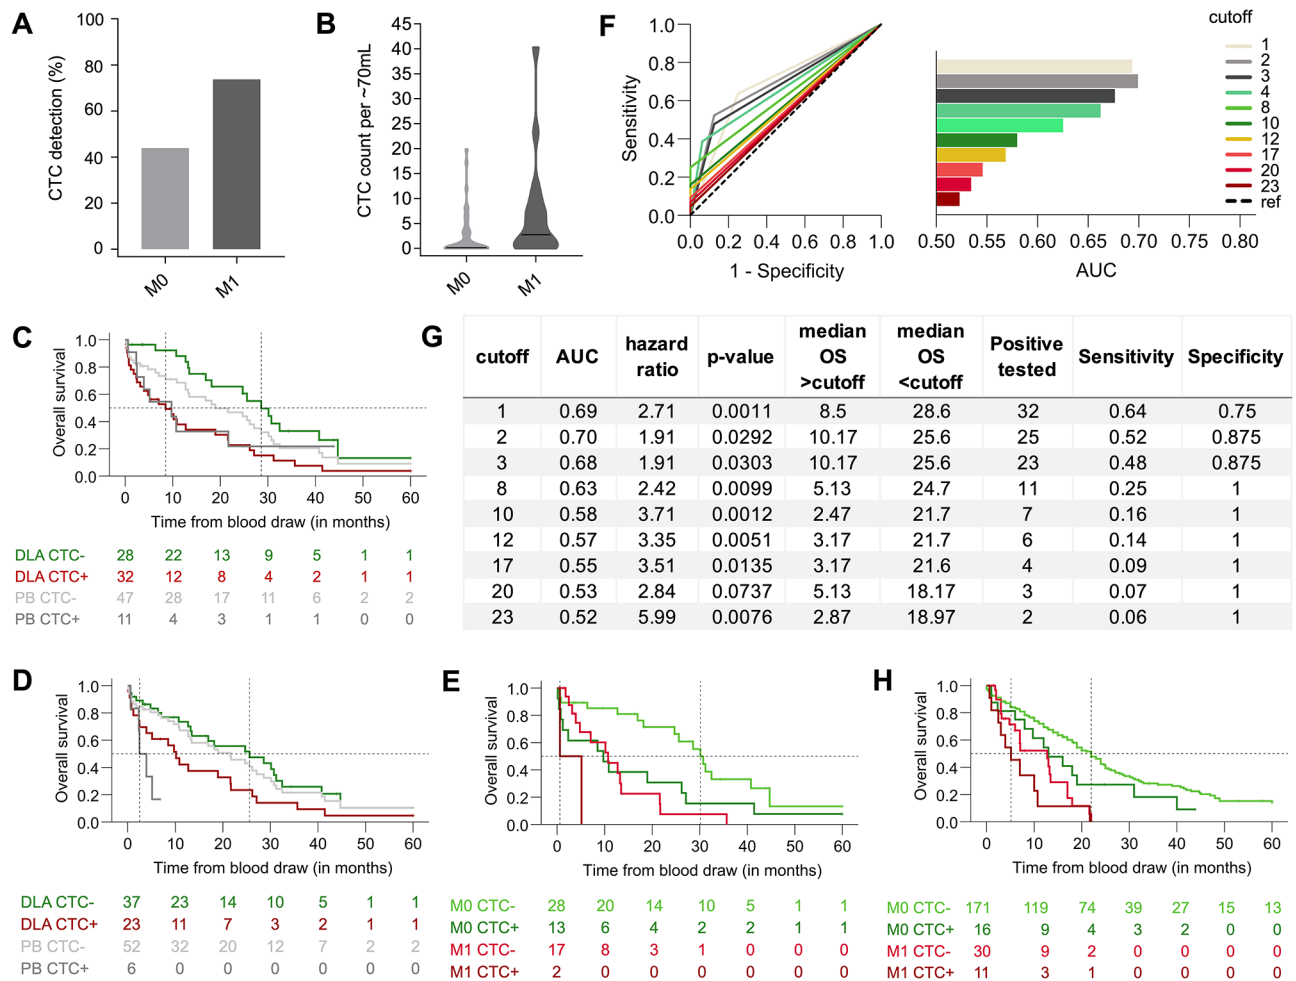 A
CTC detection (%)
100
80
60
40
20
0
M0
M1
B
CTC count per ~70mL
45
40
35
30
25
20
15
10
5
0
M0
M1
F
Sensitivity
1.0
0.8
0.6
0.4
0.2
0.0
0.0 0.2 0.4 0.6 0.8 1.0
1 - Specificity
0.50 0.55 0.60 0.65 0.70 0.75 0.80
AUC
cutoff
1
2
3
4
8
10
12
17
20
23
ref
C
Overall survival
1.0
0.8
0.6
0.4
0.2
0.0
0 10 20 30 40 50 60
Time from blood draw (in months)
DLA CTC- 28 22 13 9 5 1 1
DLA CTC+ 32 12 8 4 2 1 1
PB CTC- 47 28 17 11 6 2 2
PB CTC+ 11 4 3 1 1 0 0
G
cutoff AUC hazard ratio p-value median OS >cutoff median OS <cutoff Positive tested Sensitivity Specificity
1 0.69 2.71 0.0011 8.5 28.6 32 0.64 0.75
2 0.70 1.91 0.0292 10.17 25.6 25 0.52 0.875
3 0.68 1.91 0.0303 10.17 25.6 23 0.48 0.875
8 0.63 2.42 0.0099 5.13 24.7 11 0.25 1
10 0.58 3.71 0.0012 2.47 21.7 7 0.16 1
12 0.57 3.35 0.0051 3.17 21.7 6 0.14 1
17 0.55 3.51 0.0135 3.17 21.6 4 0.09 1
20 0.53 2.84 0.0737 5.13 18.17 3 0.07 1
23 0.52 5.99 0.0076 2.87 18.97 2 0.06 1
D
Overall survival
1.0
0.8
0.6
0.4
0.2
0.0
0 10 20 30 40 50 60
Time from blood draw (in months)
DLA CTC- 37 23 14 10 5 1 1
DLA CTC+ 23 11 7 3 2 1 1
PB CTC- 52 32 20 12 7 2 2
PB CTC+ 6 0 0 0 0 0 0
E
Overall survival
1.0
0.8
0.6
0.4
0.2
0.0
0 10 20 30 40 50 60
Time from blood draw (in months)
M0 CTC- 28 20 14 10 5 1 1
M0 CTC+ 13 6 4 2 2 1 1
M1 CTC- 17 8 3 1 0 0 0
M1 CTC+ 2 0 0 0 0 0 0
H
Overall survival
1.0
0.8
0.6
0.4
0.2
0.0
0 10 20 30 40 50 60
Time from blood draw (in months)
M0 CTC- 171 119 74 39 27 15 13
M0 CTC+ 16 9 4 3 2 0 0
M1 CTC- 30 9 2 0 0 0 0
M1 CTC+ 11 3 1 0 0 0 0